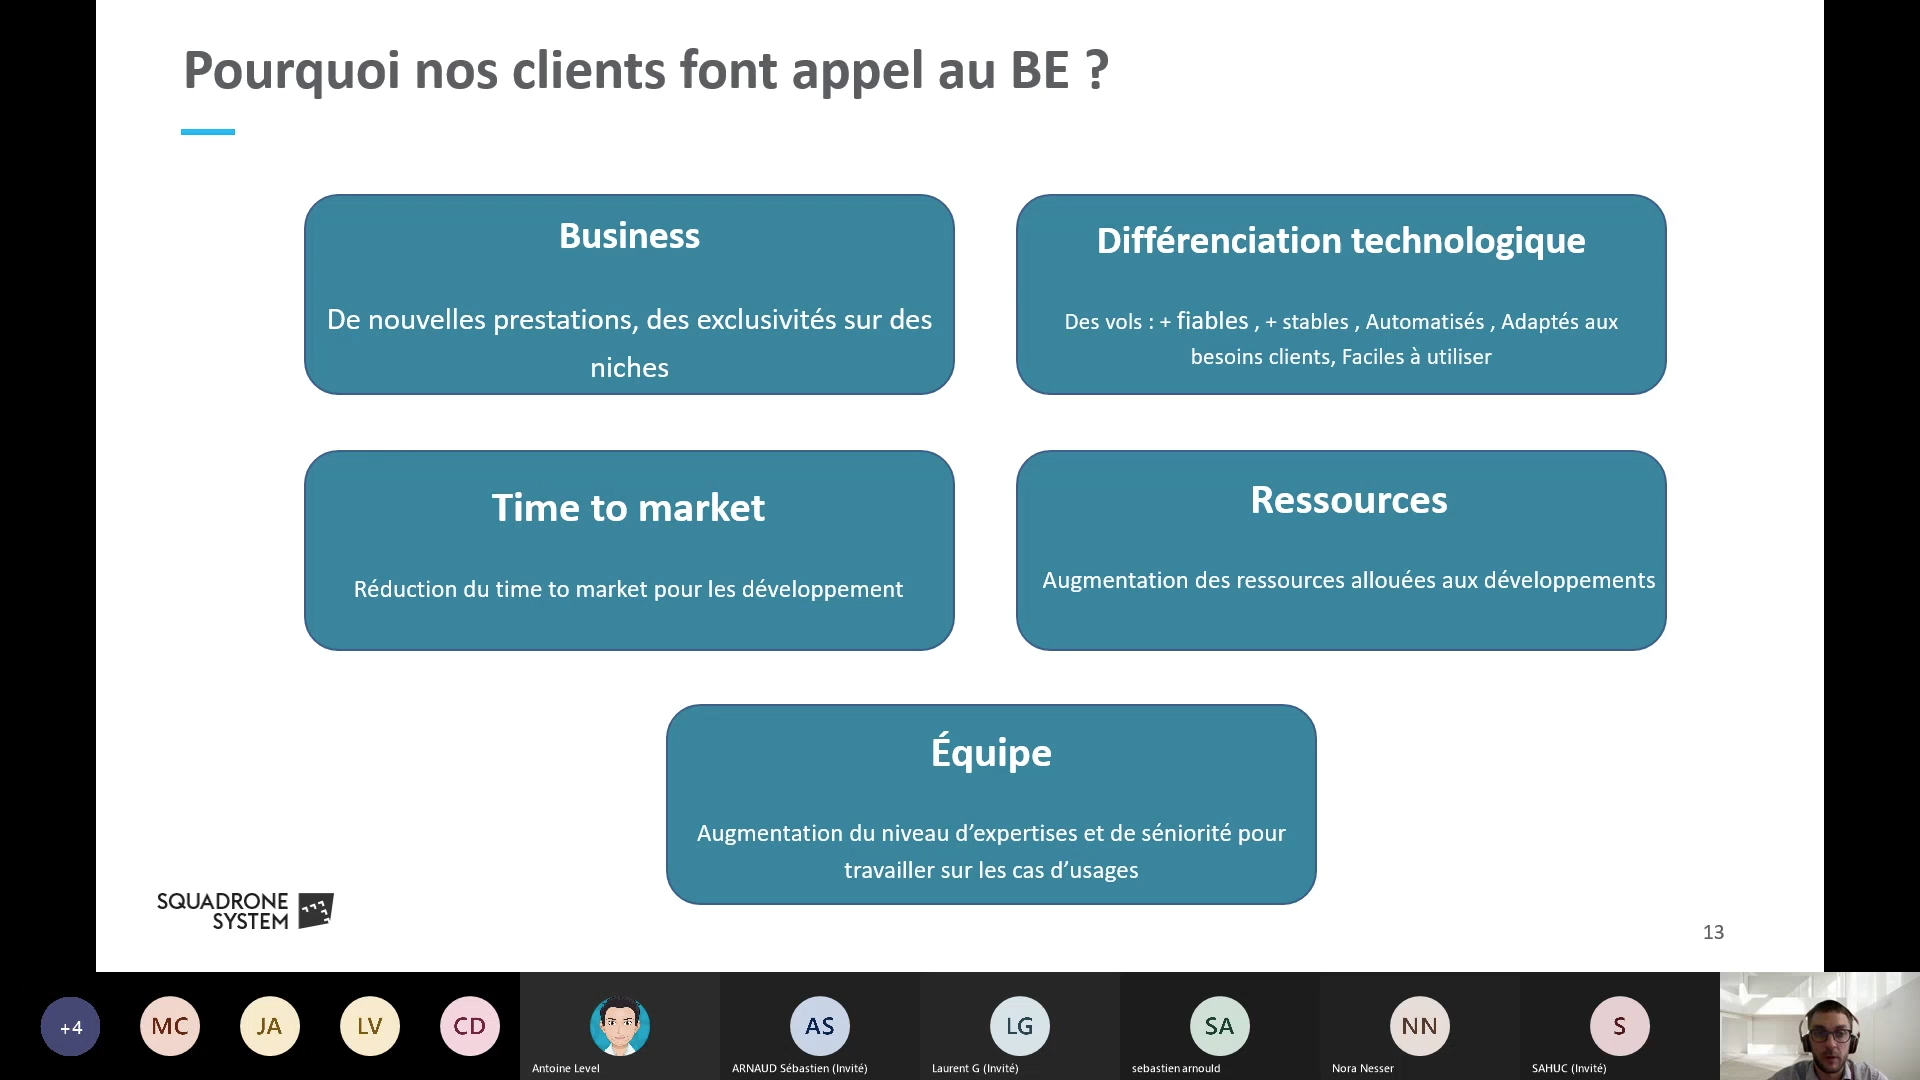 Pourquoi nos clients font appel au BE ?
Business
De nouvelles prestations, des exclusivités sur des
niches
Différenciation technologique
Des vols : + fiables , + stables , Automatisés , Adaptés aux
besoins clients, Faciles à utiliser
Time to market
Réduction du time to market pour les développement
Ressources
Augmentation des ressources allouées aux développements
Équipe
Augmentation du niveau d’expertises et de séniorité pour
travailler sur les cas d’usages
SQUADRONE
SYSTEM
13
+4
MC
JA
LV
CD
Antoine Level
AS
ARNAUD Sébastien (Invité)
LG
Laurent G (Invité)
SA
sebastien arnould
NN
Nora Nesser
S
SAHUC (Invité)